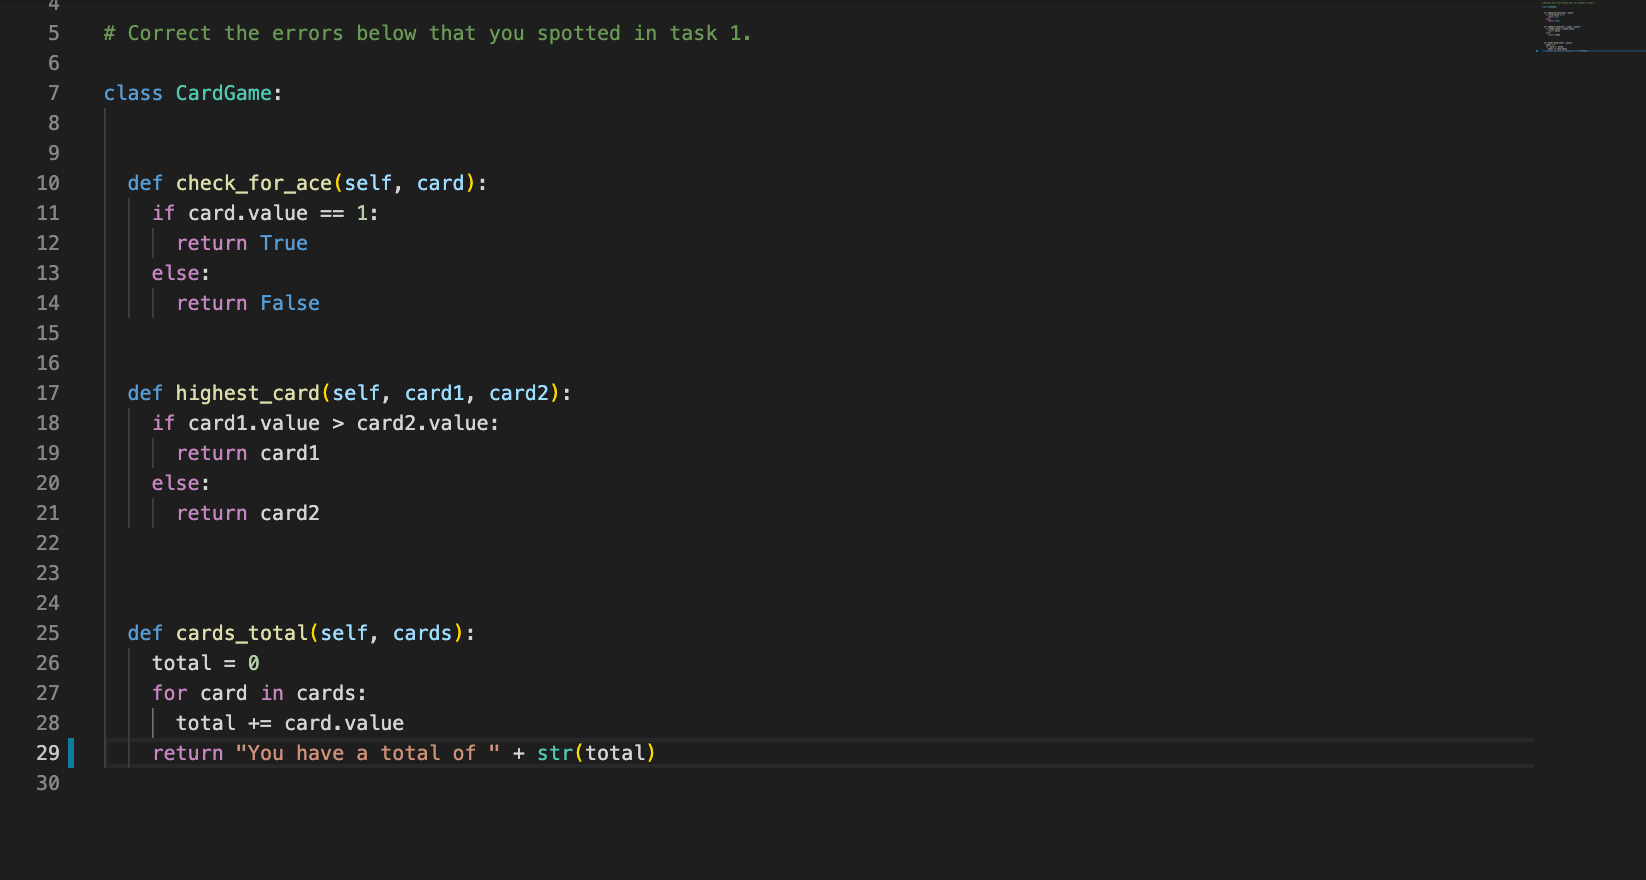 4
5 # Correct the errors below that you spotted in task 1.
6
7 class CardGame:
8
9
10   def check_for_ace(self, card):
11     if card.value == 1:
12       return True
13     else:
14       return False
15
16
17   def highest_card(self, card1, card2):
18     if card1.value > card2.value:
19       return card1
20     else:
21       return card2
22
23
24
25   def cards_total(self, cards):
26     total = 0
27     for card in cards:
28       total += card.value
29     return "You have a total of " + str(total)
30